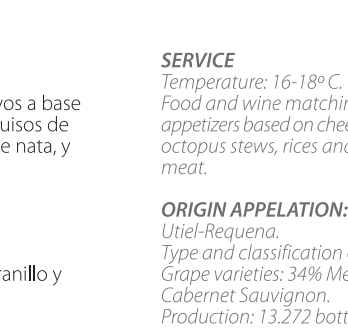 vos a base
uisos de
e nata, y
ranillo y
SERVICE
Temperature: 16-18º C.
Food and wine matchin
appetizers based on chee
octopus stews, rices and
meat.
ORIGIN APPELATION:
Utiel-Requena.
Type and classification
Grape varieties: 34% Me
Cabernet Sauvignon.
Production: 13.272 bott